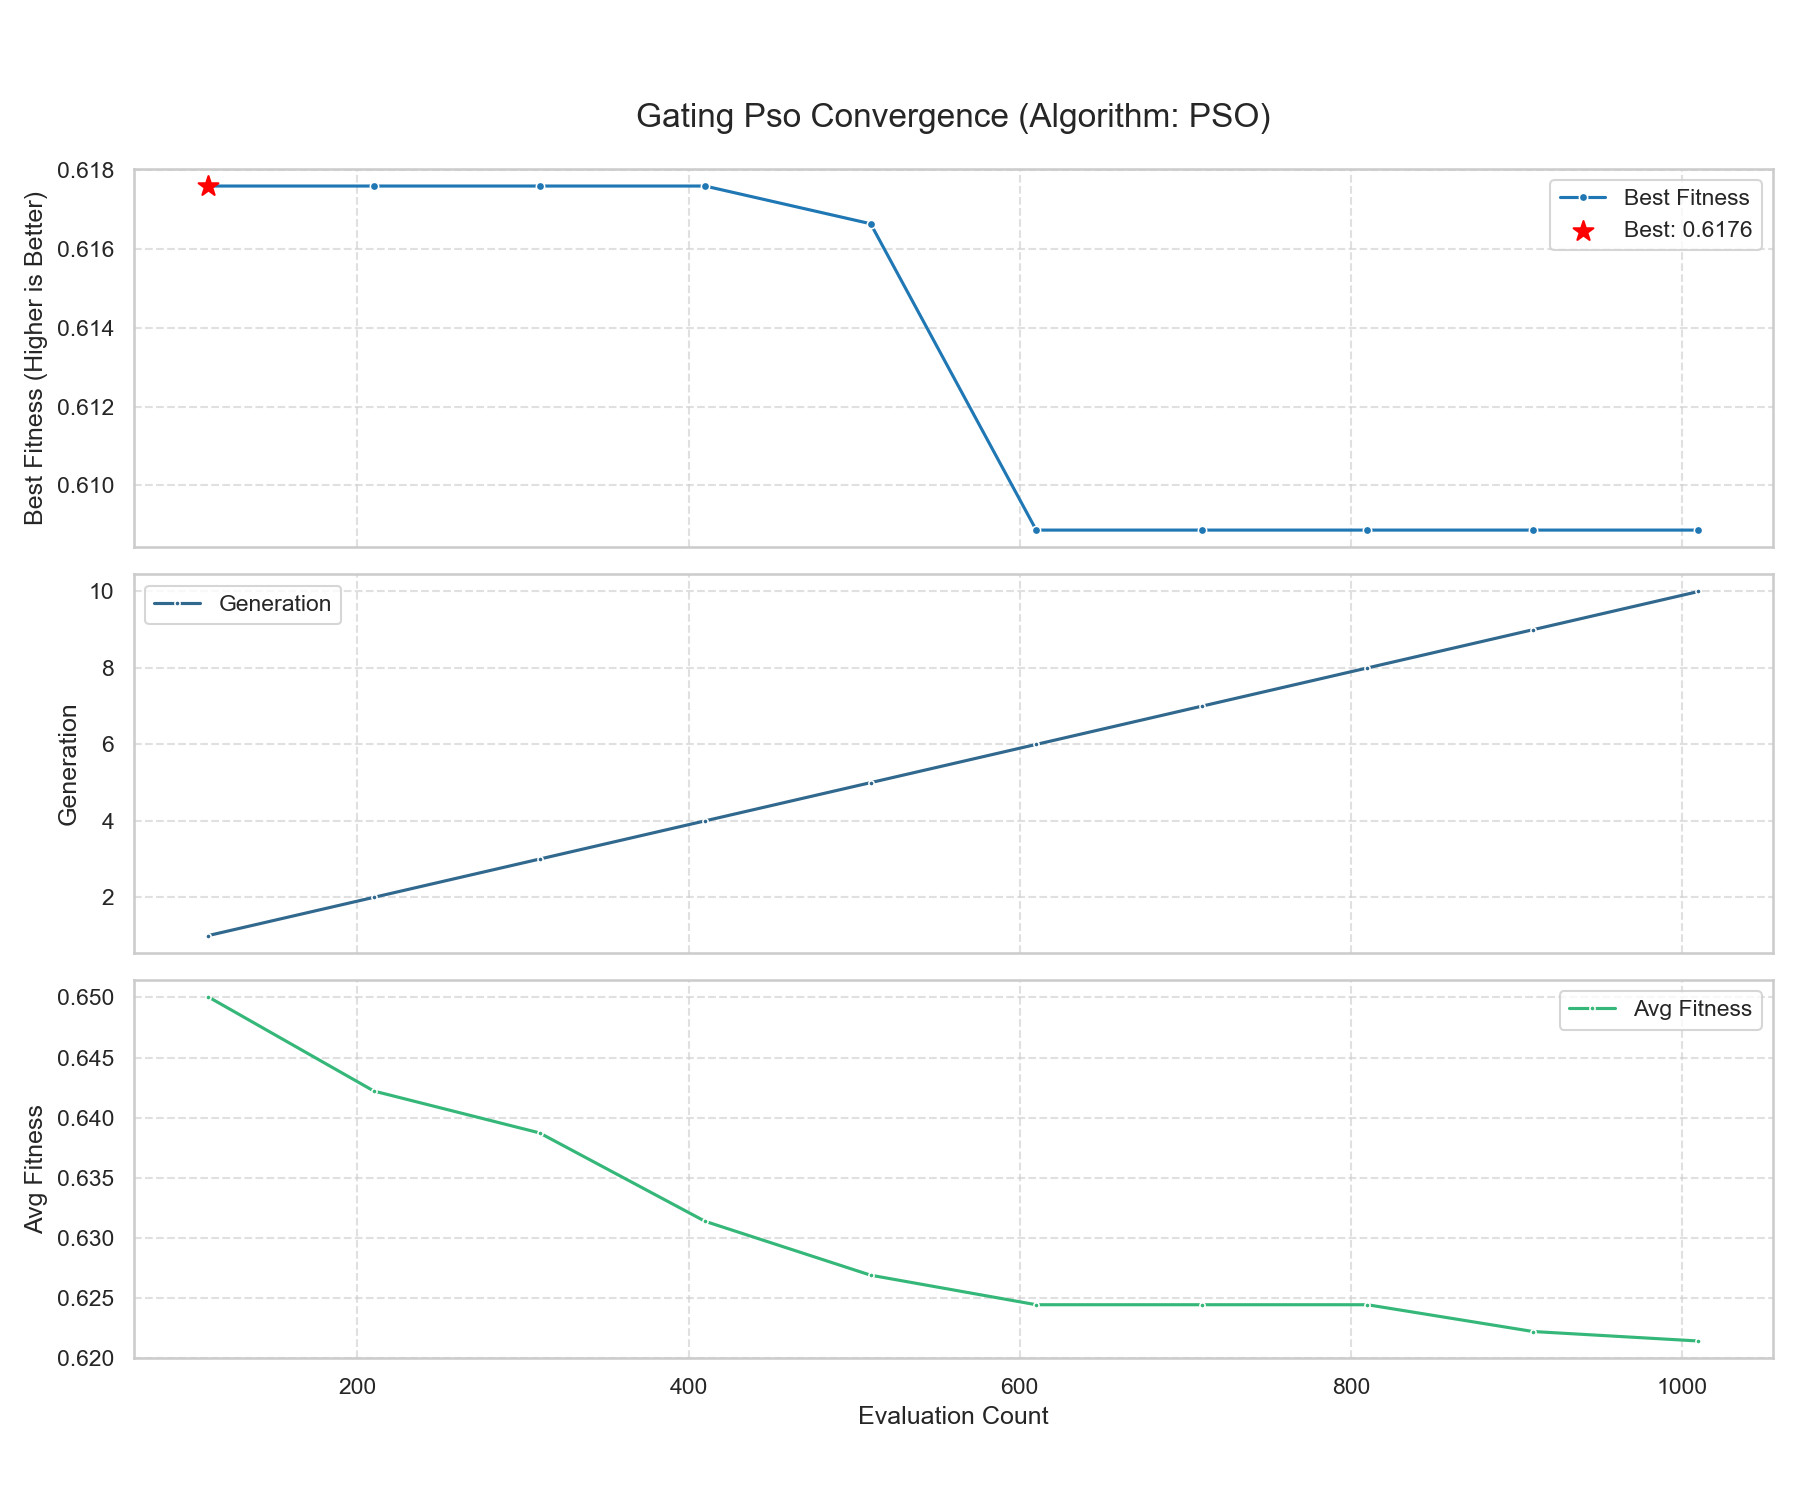 Gating Pso Convergence (Algorithm: PSO)
Best Fitness (Higher is Better)
0.618
0.616
0.614
0.612
0.610
Best Fitness
Best: 0.6176
Generation
10
8
6
4
2
Generation
Avg Fitness
0.650
0.645
0.640
0.635
0.630
0.625
0.620
Avg Fitness
200 400 600 800 1000
Evaluation Count